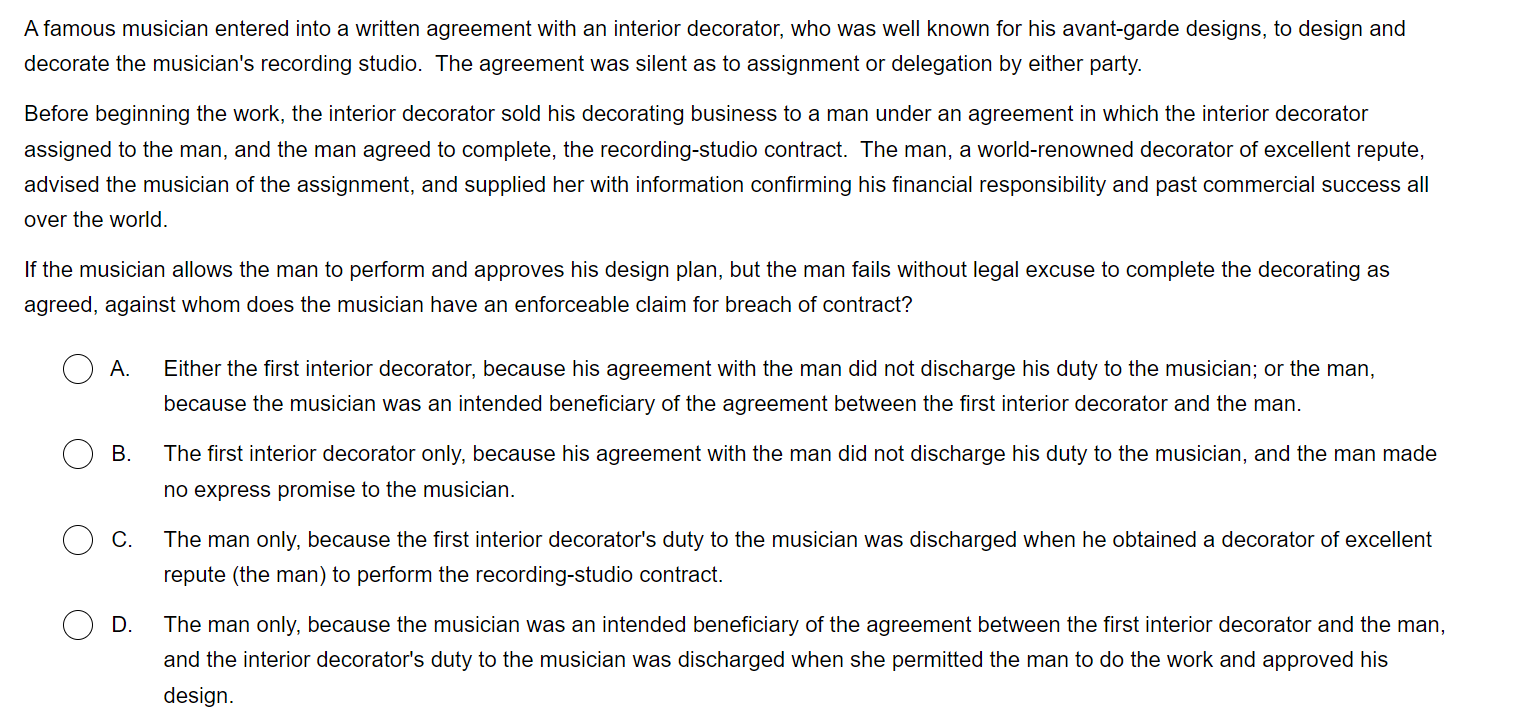 A famous musician entered into a written agreement with an interior decorator, who was well known for his avant-garde designs, to design and
decorate the musician's recording studio.  The agreement was silent as to assignment or delegation by either party.
Before beginning the work, the interior decorator sold his decorating business to a man under an agreement in which the interior decorator
assigned to the man, and the man agreed to complete, the recording-studio contract.  The man, a world-renowned decorator of excellent repute,
advised the musician of the assignment, and supplied her with information confirming his financial responsibility and past commercial success all
over the world.
If the musician allows the man to perform and approves his design plan, but the man fails without legal excuse to complete the decorating as
agreed, against whom does the musician have an enforceable claim for breach of contract?
A. Either the first interior decorator, because his agreement with the man did not discharge his duty to the musician; or the man,
because the musician was an intended beneficiary of the agreement between the first interior decorator and the man.
B. The first interior decorator only, because his agreement with the man did not discharge his duty to the musician, and the man made
no express promise to the musician.
C. The man only, because the first interior decorator's duty to the musician was discharged when he obtained a decorator of excellent
repute (the man) to perform the recording-studio contract.
D. The man only, because the musician was an intended beneficiary of the agreement between the first interior decorator and the man,
and the interior decorator's duty to the musician was discharged when she permitted the man to do the work and approved his
design.